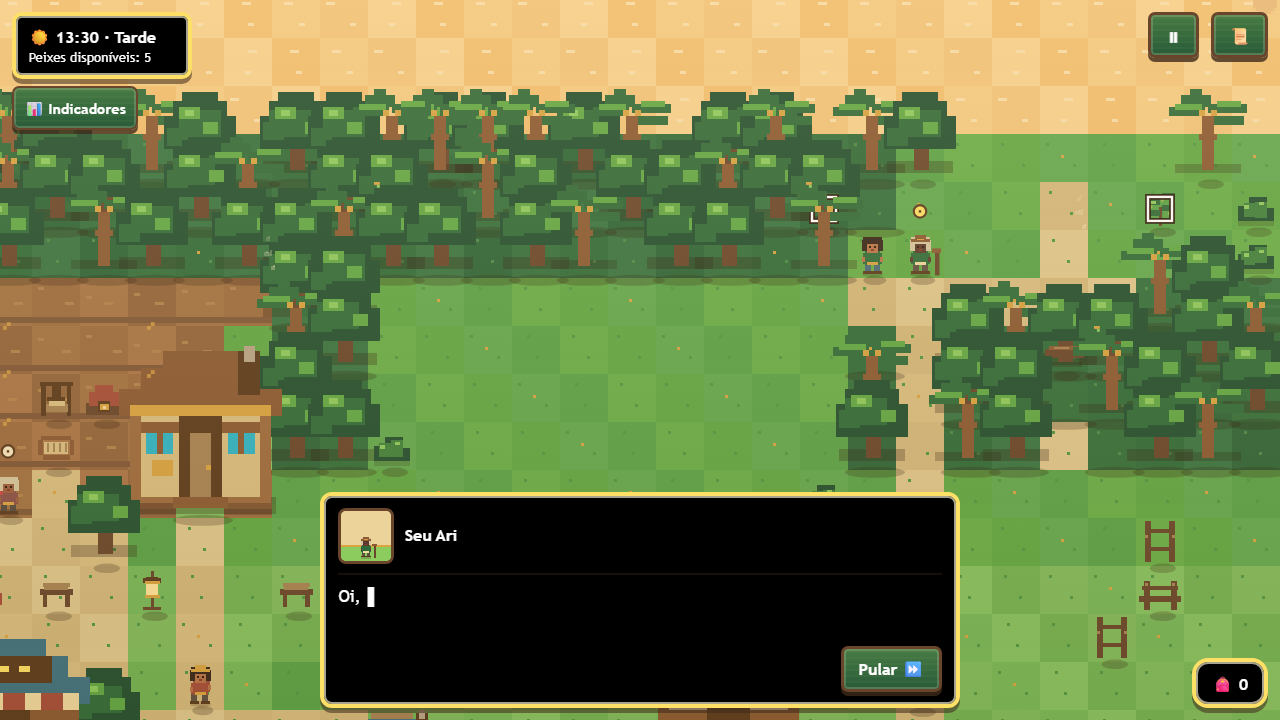 13:30 · Tarde
Peixes disponíveis: 5
Indicadores
Seu Ari
Oi,
Pular
0